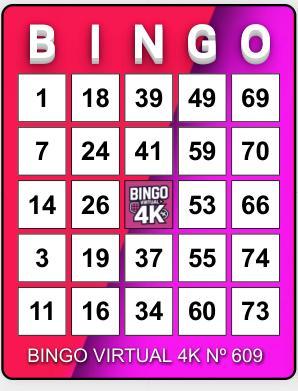 B I N G O
1 18 39 49 69
7 24 41 59 70
14 26 BINGO VIRTUAL 4K 53 66
3 19 37 55 74
11 16 34 60 73
BINGO VIRTUAL 4K Nº 609